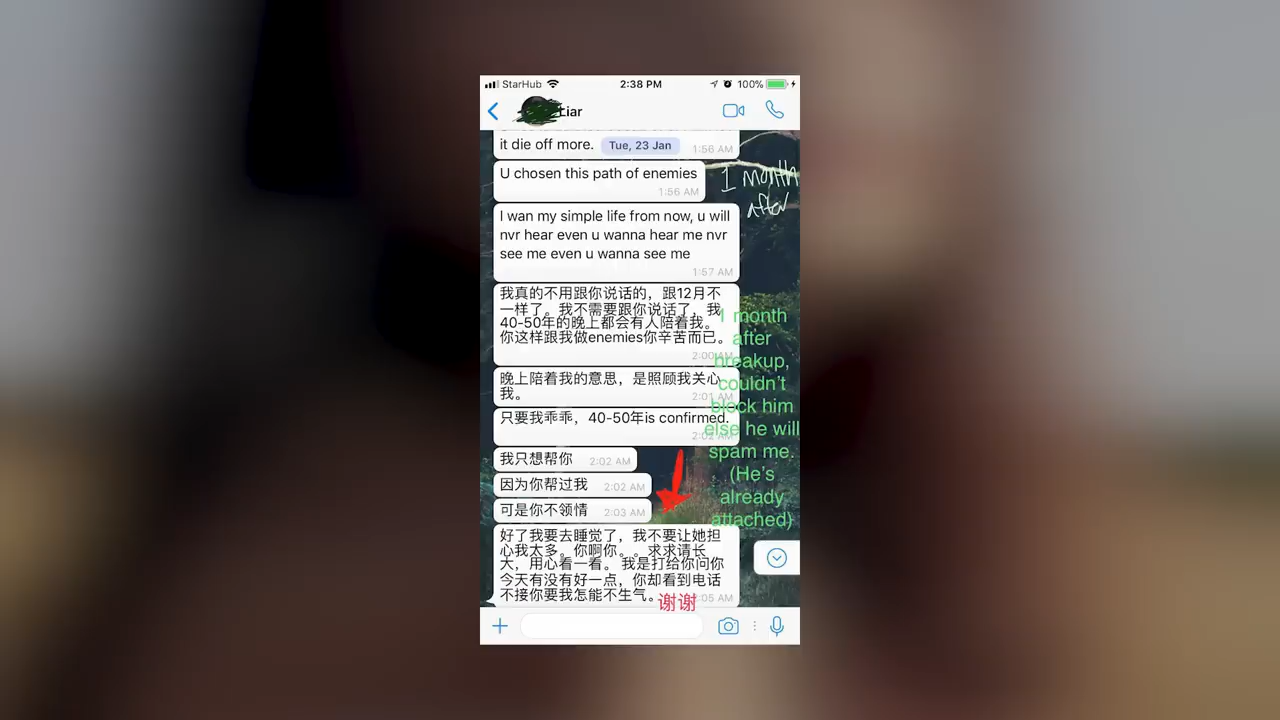 StarHub 2:38 PM 100%
Liar
it die off more. 1:56 AM
Tue, 23 Jan
U chosen this path of enemies
1:56 AM
1 month
after
I wan my simple life from now, u will
nvr hear even u wanna hear me nvr
see me even u wanna see me
1:57 AM
我真的不用跟你说话的，跟12月不
一样了。我不需要跟你说话了，我
40-50年的晚上都会有人陪着我。
你这样跟我做enemies你辛苦而已。
2:00 AM
晚上陪着我的意思，是照顾我关心
我。
2:01 AM
只要我乖乖，40-50年is confirmed.
2:02 AM
我只想帮你 2:02 AM
因为你帮过我 2:02 AM
可是你不领情 2:03 AM
好了我要去睡觉了，我不要让她担
心我太多。你啊你。。求求请长
大，用心看一看。 我是打给你问你
今天有没有好一点，你却看到电话
不接你要我怎能不生气。
:05 AM
谢谢
1 month
after
breakup,
couldn't
block him
else he will
spam me.
(He's
already
attached)